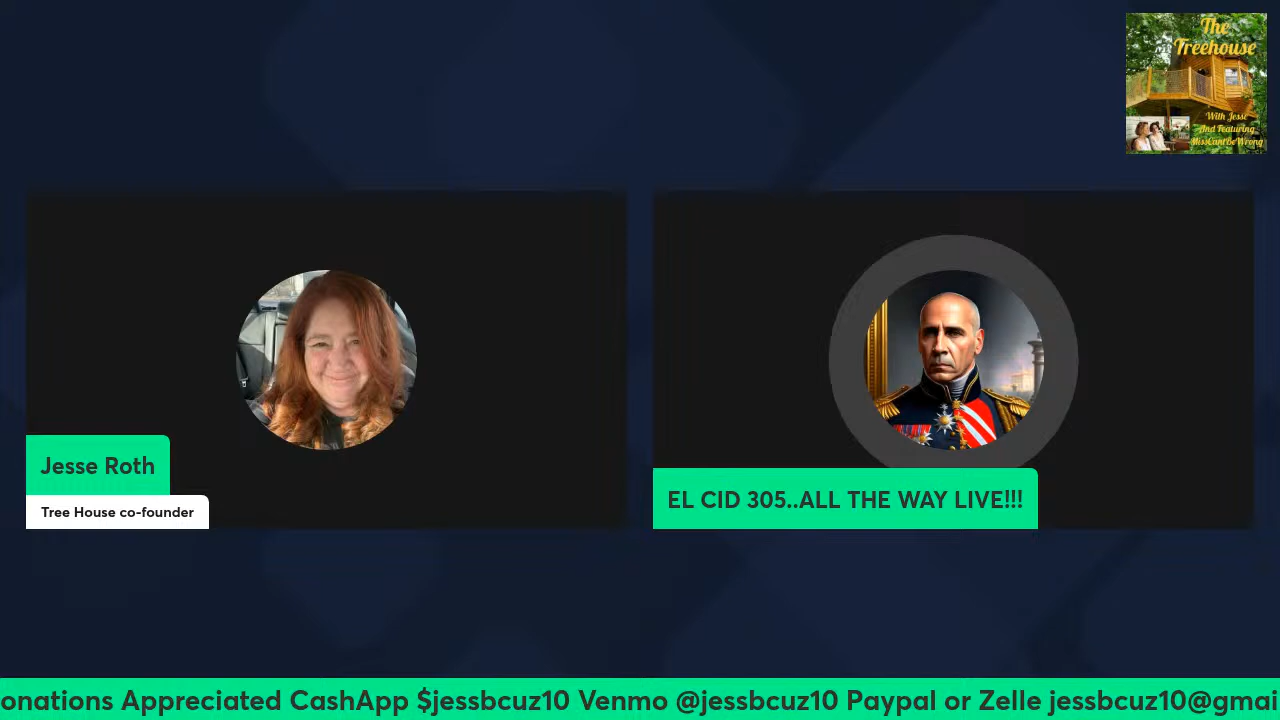 The
Treehouse
With Jesse
And Featuring
MissCantBeWrong
Jesse Roth
Tree House co-founder
EL CID 305..ALL THE WAY LIVE!!!
onations Appreciated CashApp $jessbcuz10 Venmo @jessbcuz10 Paypal or Zelle jessbcuz10@gmai